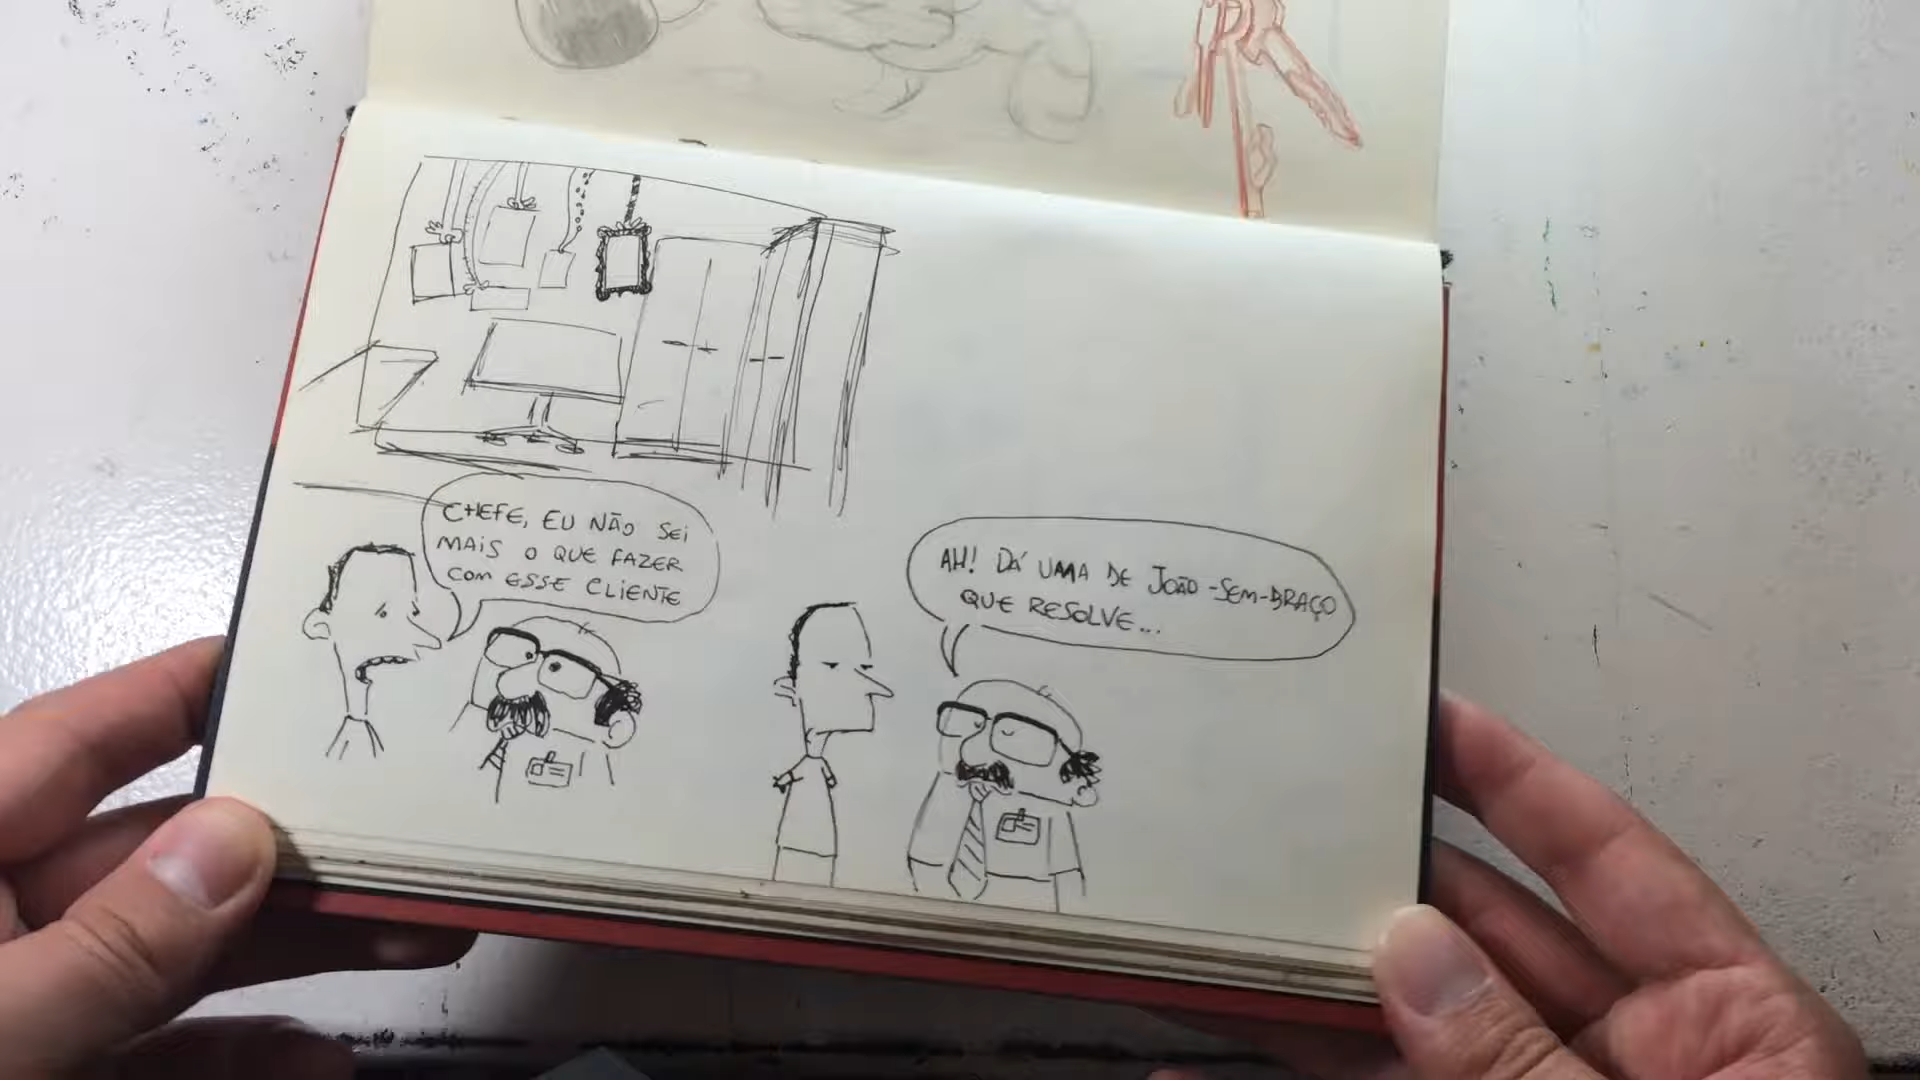 CHEFE, EU NÃO SEI
MAIS O QUE FAZER
COM ESSE CLIENTE
AH! DÁ UMA DE JOÃO-SEM-BRAÇO
QUE RESOLVE...